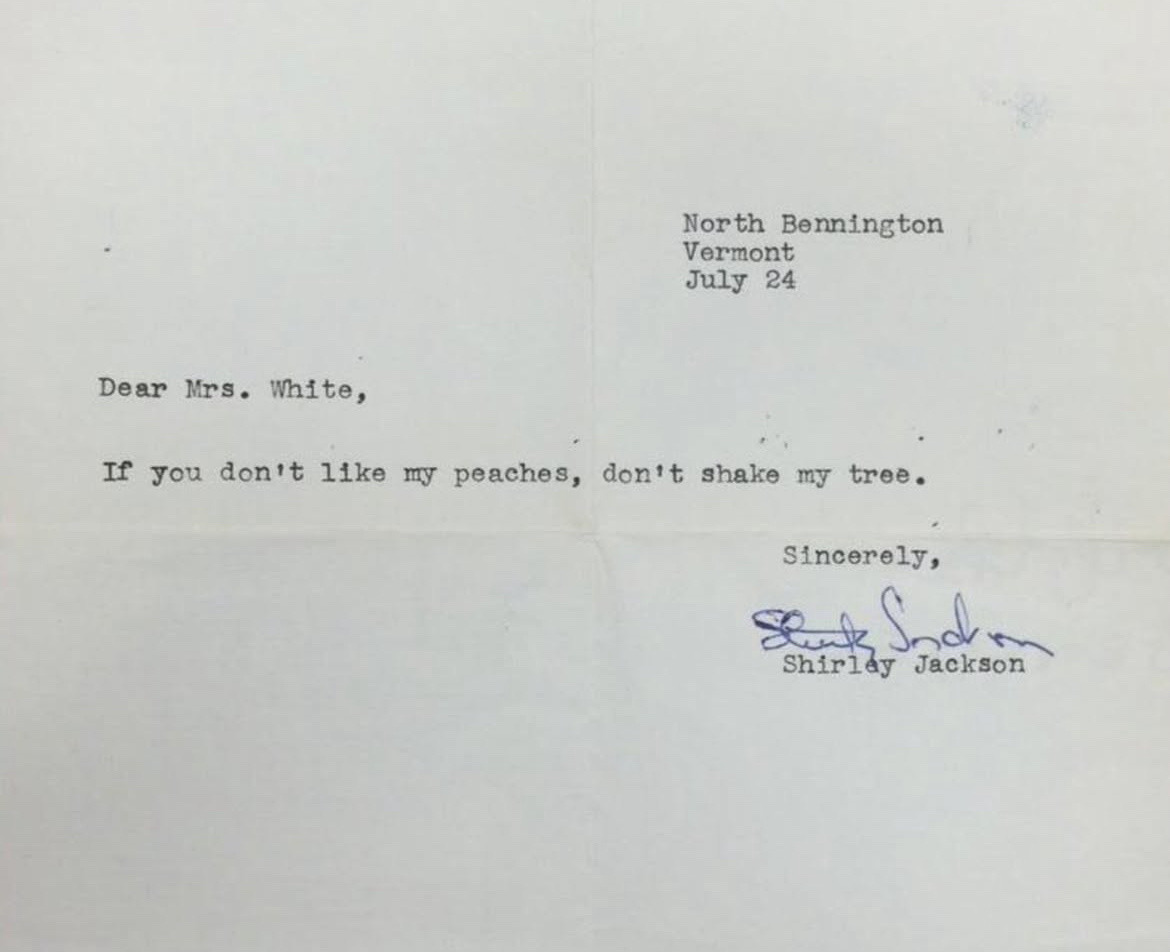 North Bennington
Vermont
July 24
Dear Mrs. White,
If you don't like my peaches, don't shake my tree.
Sincerely,
Shirley Jackson
Shirley Jackson